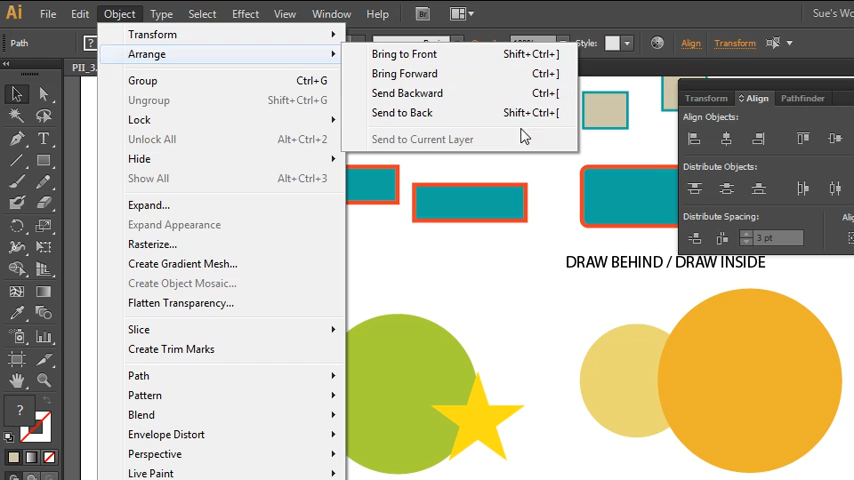 Ai File Edit Object Type Select Effect View Window Help Br Sue's Wo
Path Style: Align Transform
PII_3
Transform
Arrange
Group Ctrl+G
Ungroup Shift+Ctrl+G
Lock
Unlock All Alt+Ctrl+2
Hide
Show All Alt+Ctrl+3
Expand...
Expand Appearance
Rasterize...
Create Gradient Mesh...
Create Object Mosaic...
Flatten Transparency...
Slice
Create Trim Marks
Path
Pattern
Blend
Envelope Distort
Perspective
Live Paint
Bring to Front Shift+Ctrl+]
Bring Forward Ctrl+]
Send Backward Ctrl+[
Send to Back Shift+Ctrl+[
Send to Current Layer
Transform Align Pathfinder
Align Objects:
Distribute Objects:
Distribute Spacing: Ali
3 pt
DRAW BEHIND / DRAW INSIDE
?
?